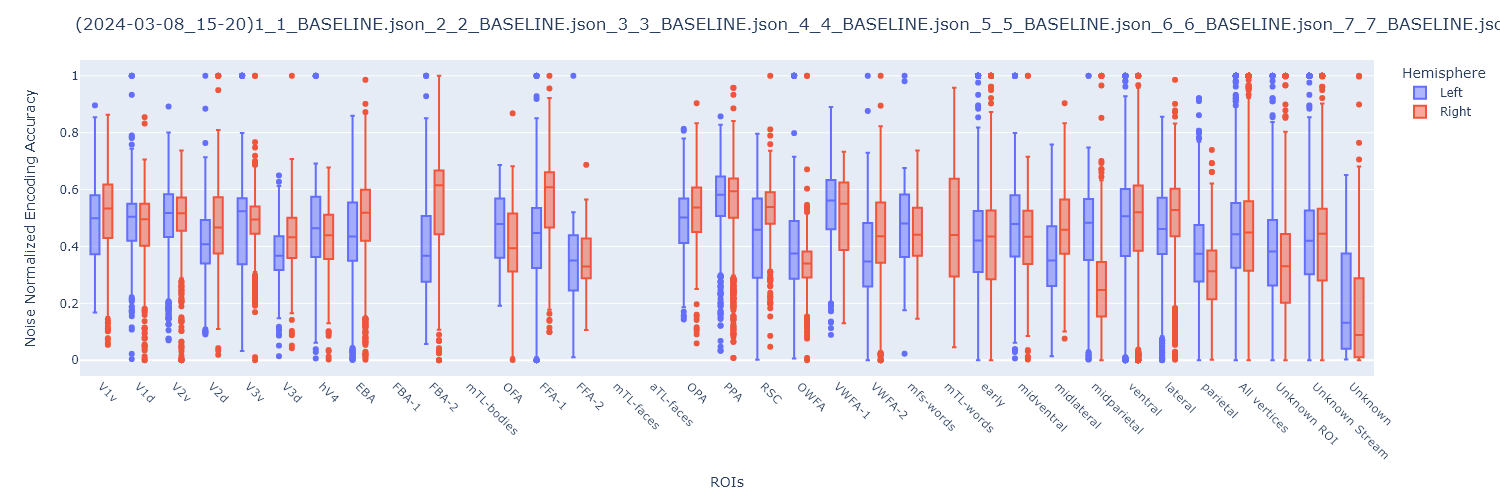 (2024-03-08_15-20)1_1_BASELINE.json_2_2_BASELINE.json_3_3_BASELINE.json_4_4_BASELINE.json_5_5_BASELINE.json_6_6_BASELINE.json_7_7_BASELINE.jso
Hemisphere
Left
Right
Noise Normalized Encoding Accuracy
1
0.8
0.6
0.4
0.2
0
V1v
V1d
V2v
V2d
V3v
V3d
hV4
EBA
FBA-1
FBA-2
mTL-bodies
OFA
FFA-1
FFA-2
mTL-faces
aTL-faces
OPA
PPA
RSC
OWFA
VWFA-1
VWFA-2
mfs-words
mTL-words
early
midventral
midlateral
midparietal
ventral
lateral
parietal
All vertices
Unknown ROI
Unknown Stream
Unknown
ROIs